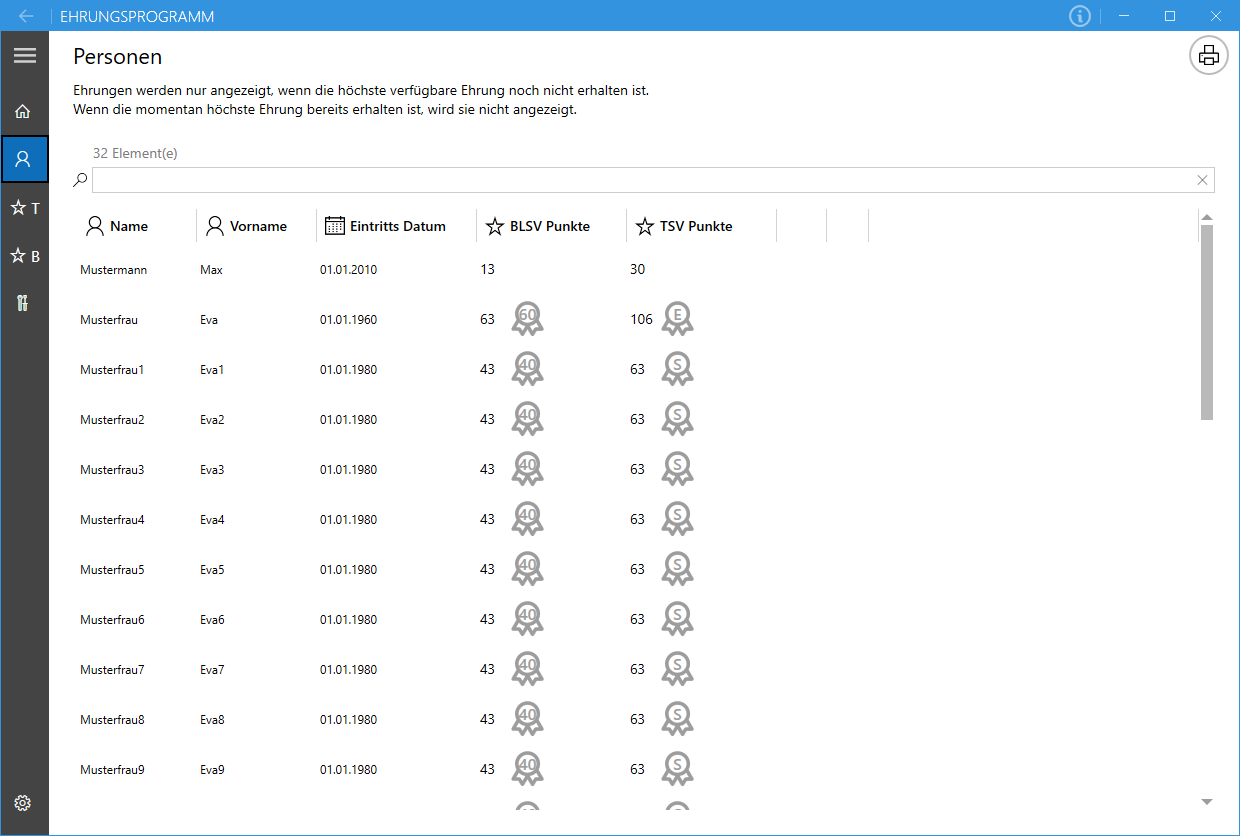 EHRUNGSPROGRAMM
Personen
Ehrungen werden nur angezeigt, wenn die höchste verfügbare Ehrung noch nicht erhalten ist.
Wenn die momentan höchste Ehrung bereits erhalten ist, wird sie nicht angezeigt.
32 Element(e)
Name Vorname Eintritts Datum BLSV Punkte TSV Punkte
T
B
Mustermann Max 01.01.2010 13 30
Musterfrau Eva 01.01.1960 63 60 106 E
Musterfrau1 Eva1 01.01.1980 43 40 63 S
Musterfrau2 Eva2 01.01.1980 43 40 63 S
Musterfrau3 Eva3 01.01.1980 43 40 63 S
Musterfrau4 Eva4 01.01.1980 43 40 63 S
Musterfrau5 Eva5 01.01.1980 43 40 63 S
Musterfrau6 Eva6 01.01.1980 43 40 63 S
Musterfrau7 Eva7 01.01.1980 43 40 63 S
Musterfrau8 Eva8 01.01.1980 43 40 63 S
Musterfrau9 Eva9 01.01.1980 43 40 63 S